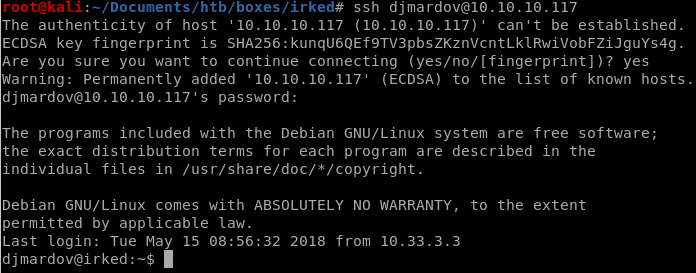 root@kali:~/Documents/htb/boxes/irked# ssh djmardov@10.10.10.117
The authenticity of host '10.10.10.117 (10.10.10.117)' can't be established.
ECDSA key fingerprint is SHA256:kunqU6QEf9TV3pbsZKznVcntLklRwiVobFZiJguYs4g.
Are you sure you want to continue connecting (yes/no/[fingerprint])? yes
Warning: Permanently added '10.10.10.117' (ECDSA) to the list of known hosts.
djmardov@10.10.10.117's password:
The programs included with the Debian GNU/Linux system are free software;
the exact distribution terms for each program are described in the
individual files in /usr/share/doc/*/copyright.
Debian GNU/Linux comes with ABSOLUTELY NO WARRANTY, to the extent
permitted by applicable law.
Last login: Tue May 15 08:56:32 2018 from 10.33.3.3
djmardov@irked:~$